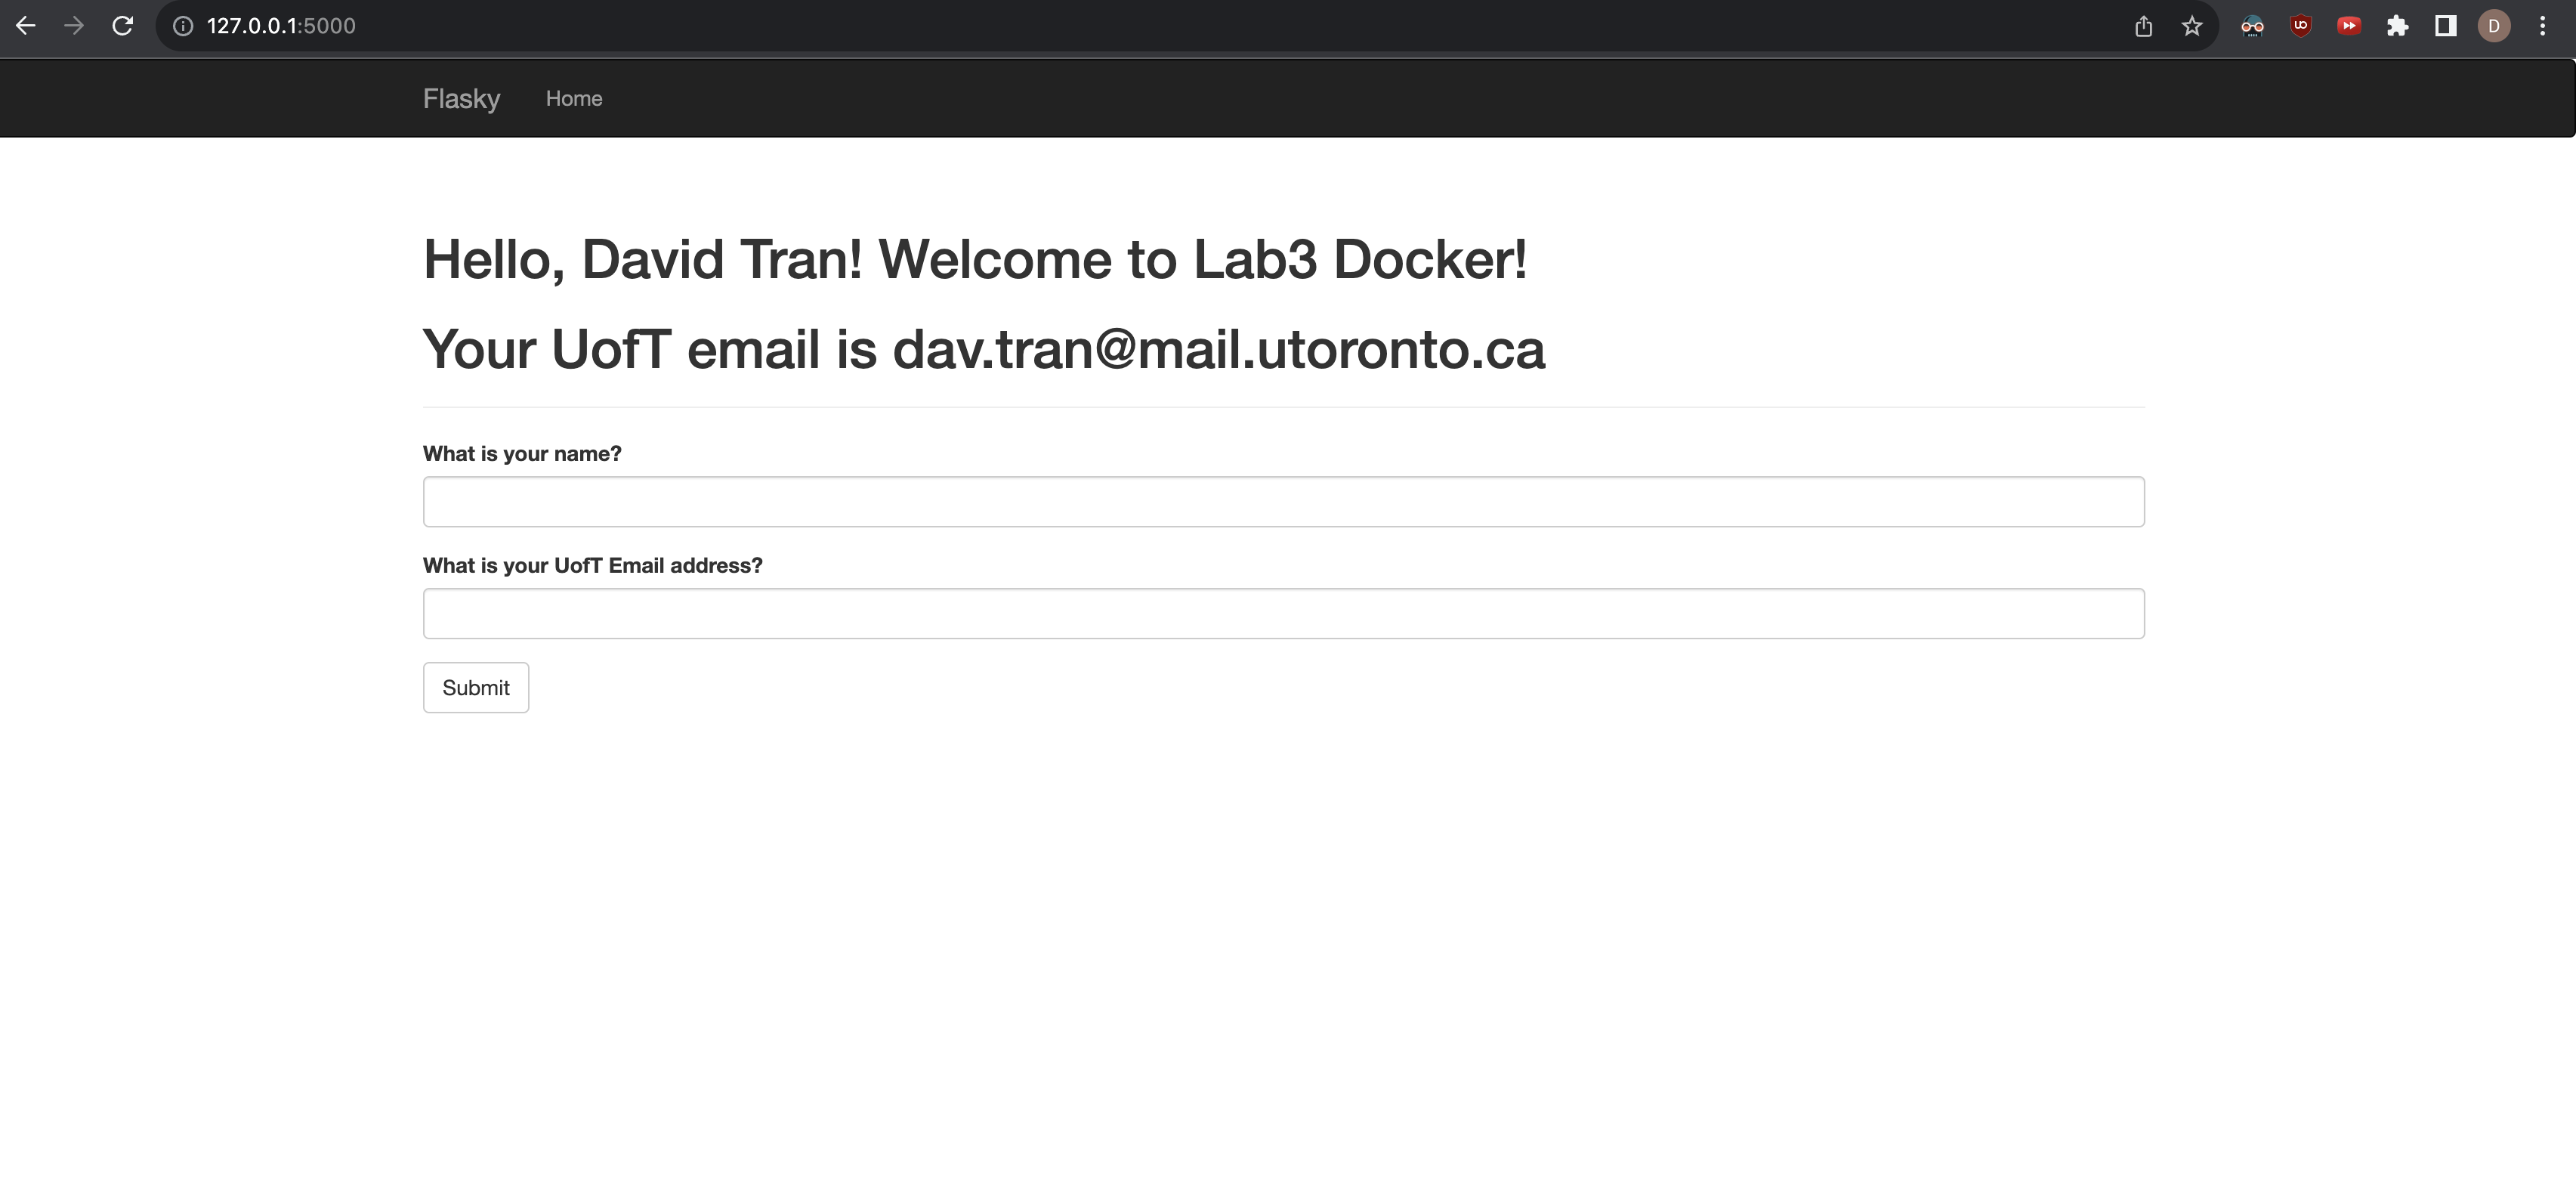 127.0.0.1:5000
D
Flasky Home
Hello, David Tran! Welcome to Lab3 Docker!
Your UofT email is dav.tran@mail.utoronto.ca
What is your name?
What is your UofT Email address?
Submit